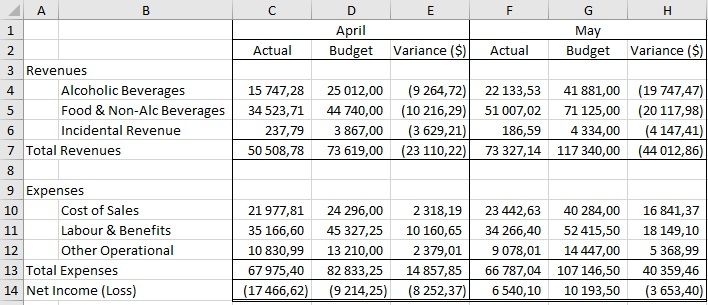 A B C D E F G H
1 April May
2 Actual Budget Variance ($) Actual Budget Variance ($)
3 Revenues
4 Alcoholic Beverages 15 747,28 25 012,00 (9 264,72) 22 133,53 41 881,00 (19 747,47)
5 Food & Non-Alc Beverages 34 523,71 44 740,00 (10 216,29) 51 007,02 71 125,00 (20 117,98)
6 Incidental Revenue 237,79 3 867,00 (3 629,21) 186,59 4 334,00 (4 147,41)
7 Total Revenues 50 508,78 73 619,00 (23 110,22) 73 327,14 117 340,00 (44 012,86)
8
9 Expenses
10 Cost of Sales 21 977,81 24 296,00 2 318,19 23 442,63 40 284,00 16 841,37
11 Labour & Benefits 35 166,60 45 327,25 10 160,65 34 266,40 52 415,50 18 149,10
12 Other Operational 10 830,99 13 210,00 2 379,01 9 078,01 14 447,00 5 368,99
13 Total Expenses 67 975,40 82 833,25 14 857,85 66 787,04 107 146,50 40 359,46
14 Net Income (Loss) (17 466,62) (9 214,25) (8 252,37) 6 540,10 10 193,50 (3 653,40)